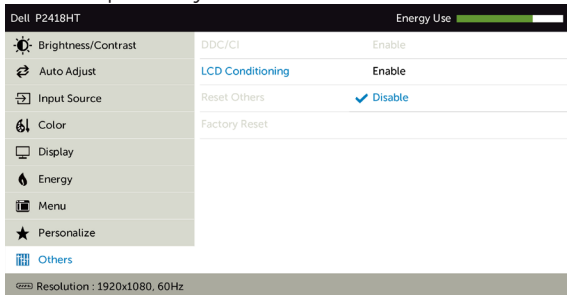 Dell P2418HT Energy Use
Brightness/Contrast DDC/CI Enable
Auto Adjust LCD Conditioning Enable
Input Source Reset Others Disable
Color Factory Reset
Display
Energy
Menu
Personalize
Others
Resolution : 1920x1080, 60Hz